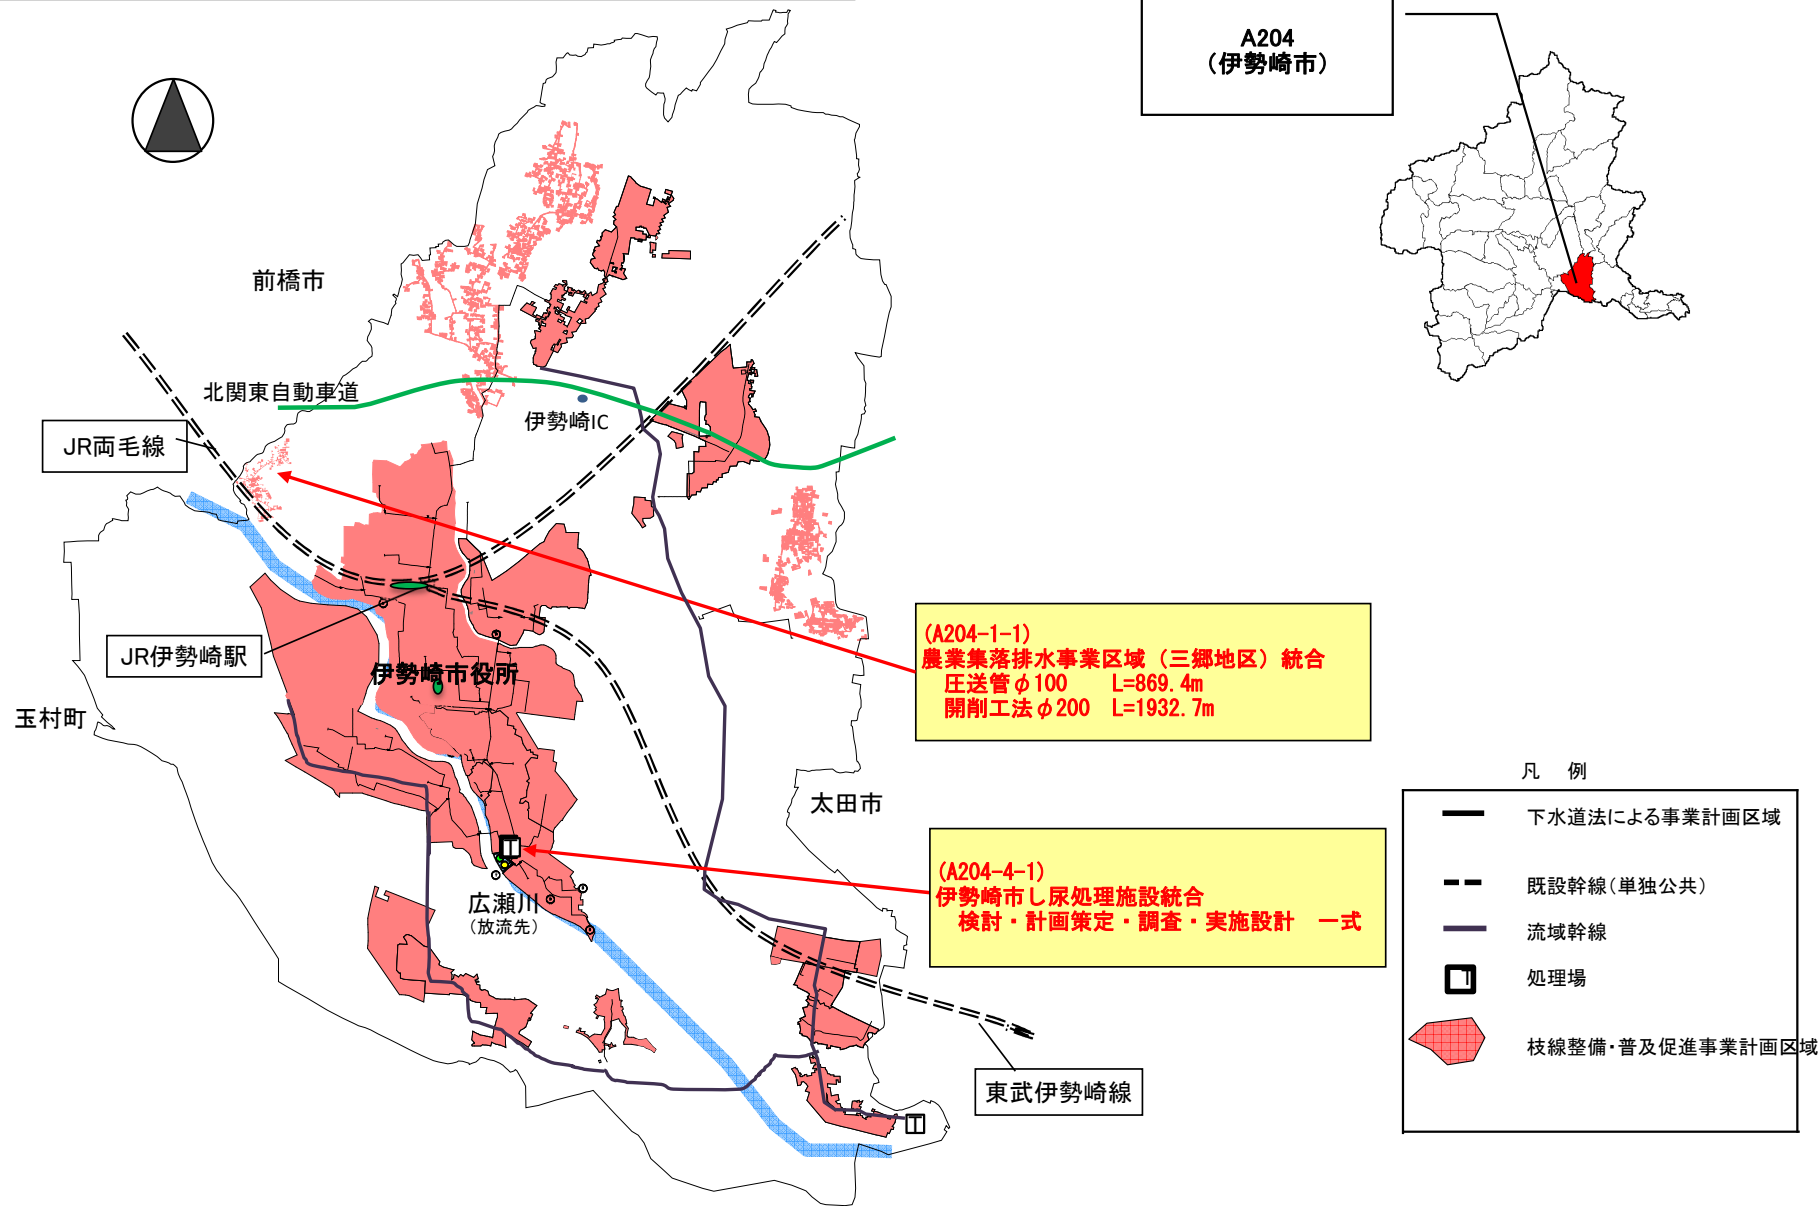 A204
（伊勢崎市）
前橋市
北関東自動車道
伊勢崎IC
JR両毛線
JR伊勢崎駅
伊勢崎市役所
玉村町
(A204-1-1)
農業集落排水事業区域（三郷地区）統合
圧送管φ100　L=869.4m
開削工法φ200　L=1932.7m
太田市
(A204-4-1)
伊勢崎市し尿処理施設統合
検討・計画策定・調査・実施設計　一式
広瀬川
（放流先）
東武伊勢崎線
凡　例
下水道法による事業計画区域
既設幹線（単独公共）
流域幹線
処理場
枝線整備・普及促進事業計画区域